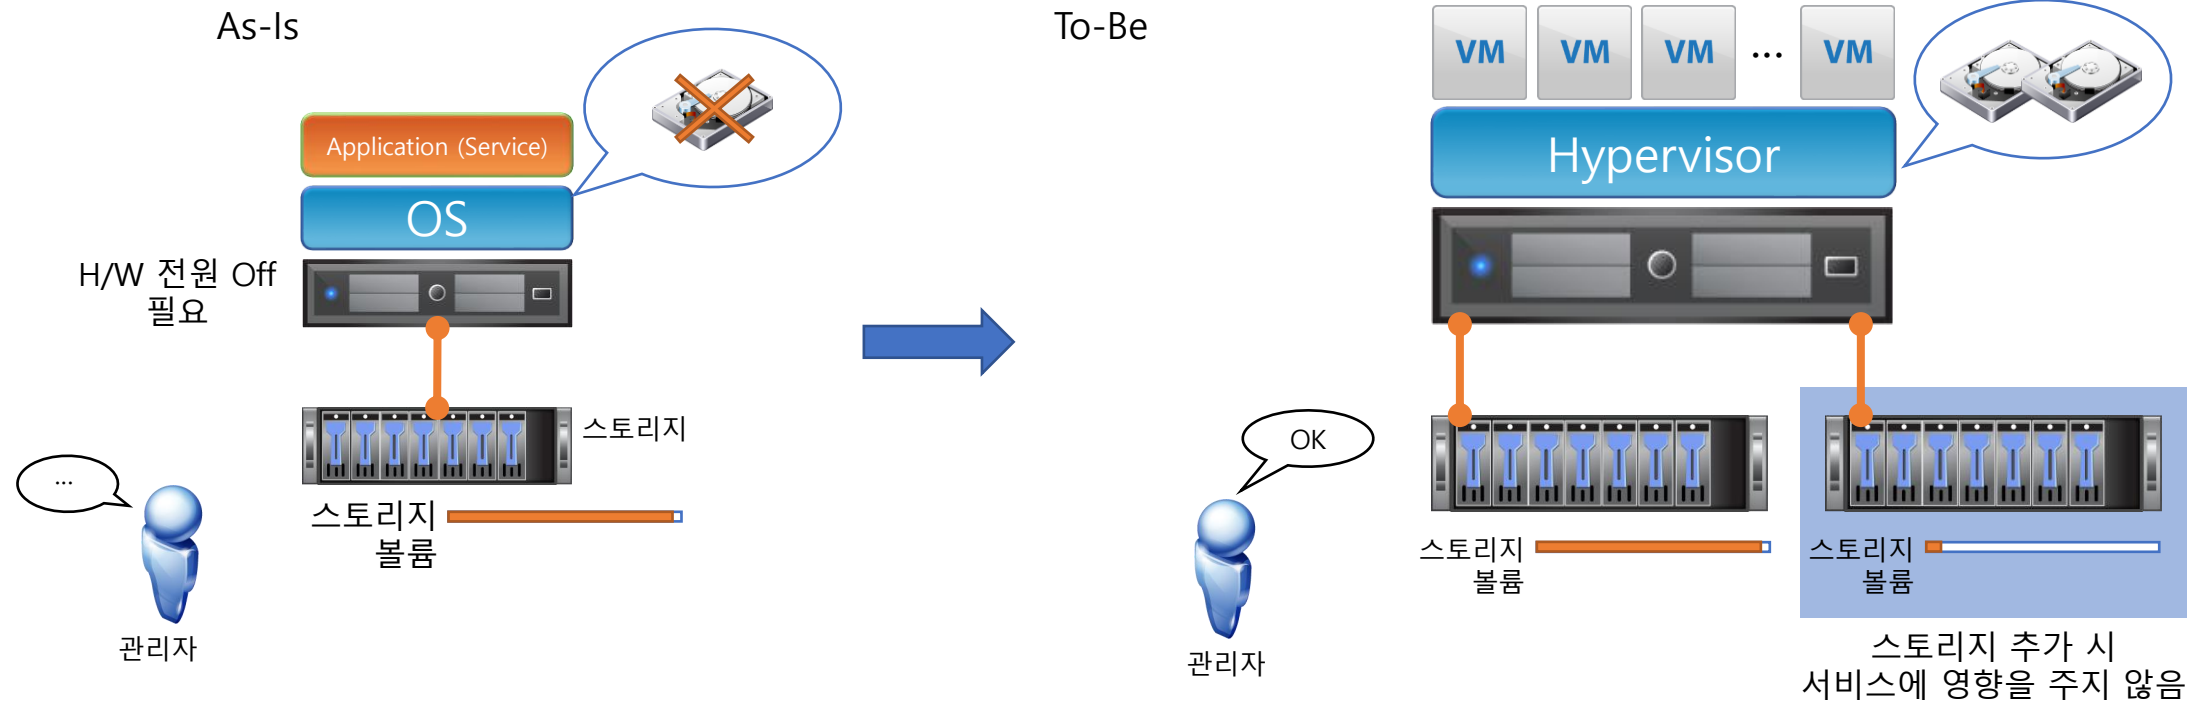 As-Is
Application (Service)
OS
H/W 전원 Off
필요
스토리지
...
스토리지
볼륨
관리자
To-Be
VM VM VM ... VM
Hypervisor
OK
스토리지
볼륨
스토리지
볼륨
관리자
스토리지 추가 시
서비스에 영향을 주지 않음